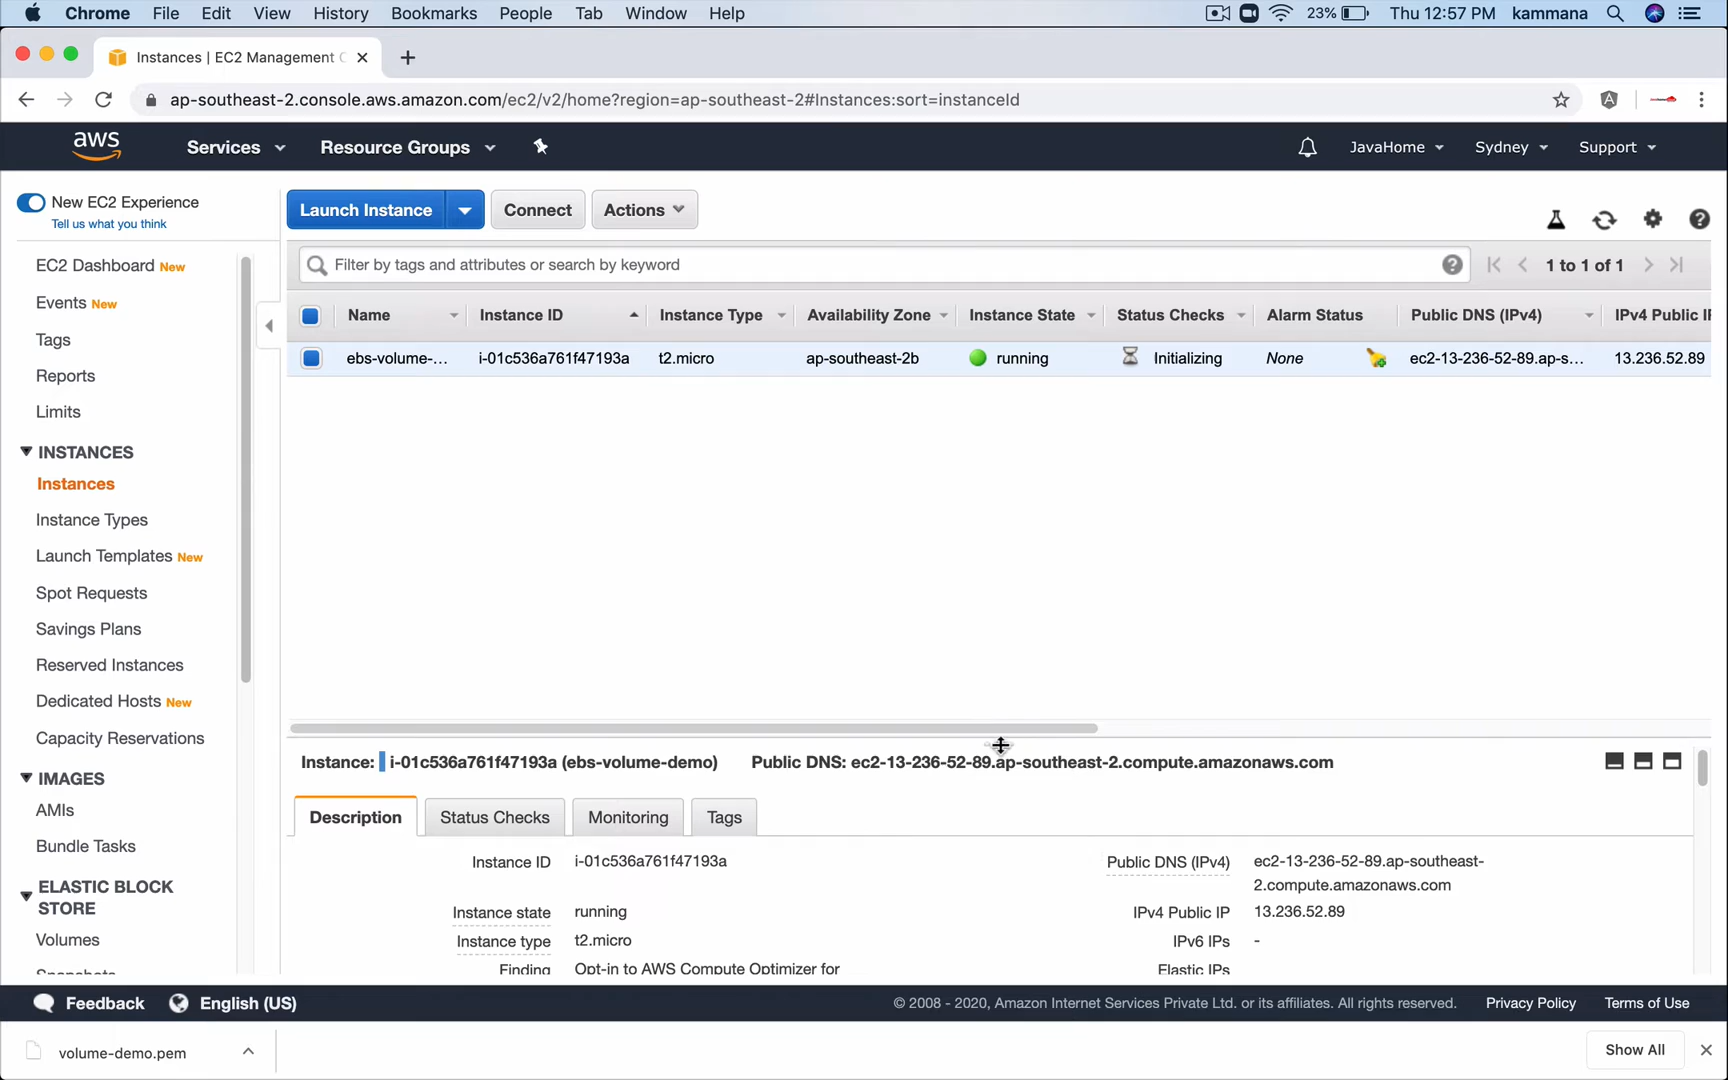 Chrome File Edit View History Bookmarks People Tab Window Help 23% Thu 12:57 PM kammana
Instances | EC2 Management C
ap-southeast-2.console.aws.amazon.com/ec2/v2/home?region=ap-southeast-2#Instances:sort=instanceId
aws Services Resource Groups JavaHome Sydney Support
New EC2 Experience
Tell us what you think
EC2 Dashboard New
Events New
Tags
Reports
Limits
INSTANCES
Instances
Instance Types
Launch Templates New
Spot Requests
Savings Plans
Reserved Instances
Dedicated Hosts New
Capacity Reservations
IMAGES
AMIs
Bundle Tasks
ELASTIC BLOCK
STORE
Volumes
Snapshots
Launch Instance Connect Actions
Filter by tags and attributes or search by keyword 1 to 1 of 1
Name Instance ID Instance Type Availability Zone Instance State Status Checks Alarm Status Public DNS (IPv4) IPv4 Public IP
ebs-volume-... i-01c536a761f47193a t2.micro ap-southeast-2b running Initializing None ec2-13-236-52-89.ap-s... 13.236.52.89
Instance: i-01c536a761f47193a (ebs-volume-demo) Public DNS: ec2-13-236-52-89.ap-southeast-2.compute.amazonaws.com
Description Status Checks Monitoring Tags
Instance ID i-01c536a761f47193a
Instance state running
Instance type t2.micro
Finding Opt-in to AWS Compute Optimizer for
Public DNS (IPv4) ec2-13-236-52-89.ap-southeast-
2.compute.amazonaws.com
IPv4 Public IP 13.236.52.89
IPv6 IPs -
Elastic IPs
Feedback English (US) © 2008 - 2020, Amazon Internet Services Private Ltd. or its affiliates. All rights reserved. Privacy Policy Terms of Use
volume-demo.pem Show All